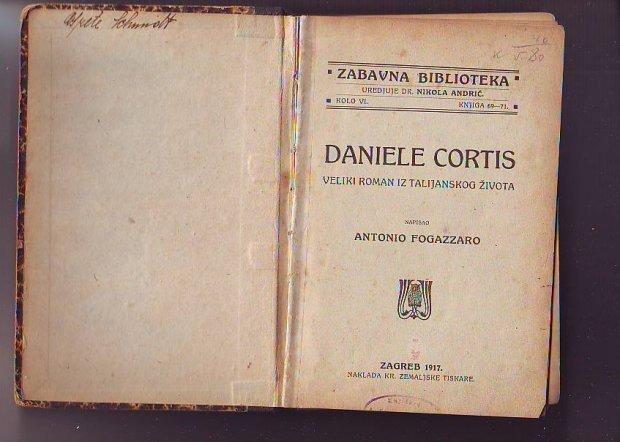 ZABAVNA BIBLIOTEKA
UREDJUJE DR. NIKOLA ANDRIĆ.
KOLO VI. KNJIGA 69—71.
DANIELE CORTIS
VELIKI ROMAN IZ TALIJANSKOG ŽIVOTA
NAPISAO
ANTONIO FOGAZZARO
ZAGREB 1917.
NAKLADA KR. ZEMALJSKE TISKARE.